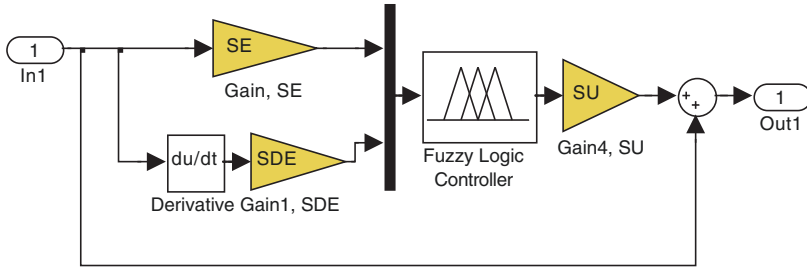 1
In1
SE
Gain, SE
du/dt
SDE
Derivative Gain1, SDE
Fuzzy Logic
Controller
SU
Gain4, SU
+
+
1
Out1